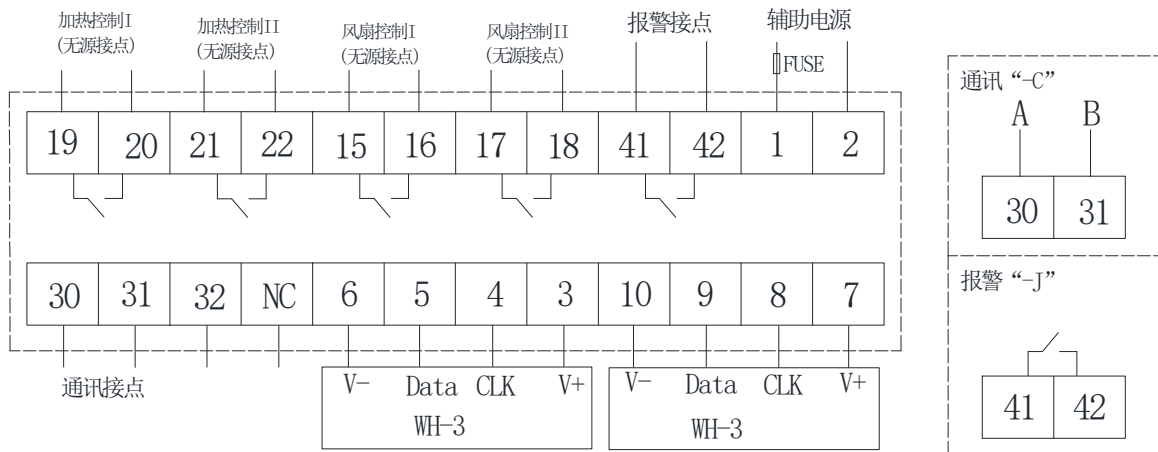 加热控制I 加热控制II 风扇控制I 风扇控制II 报警接点 辅助电源
(无源接点) (无源接点) (无源接点) (无源接点)
FUSE
19 20 21 22 15 16 17 18 41 42 1 2
30 31 32 NC 6 5 4 3 10 9 8 7
通讯接点
V- Data CLK V+ V- Data CLK V+
WH-3 WH-3
通讯“-C”
A B
30 31
报警“-J”
41 42